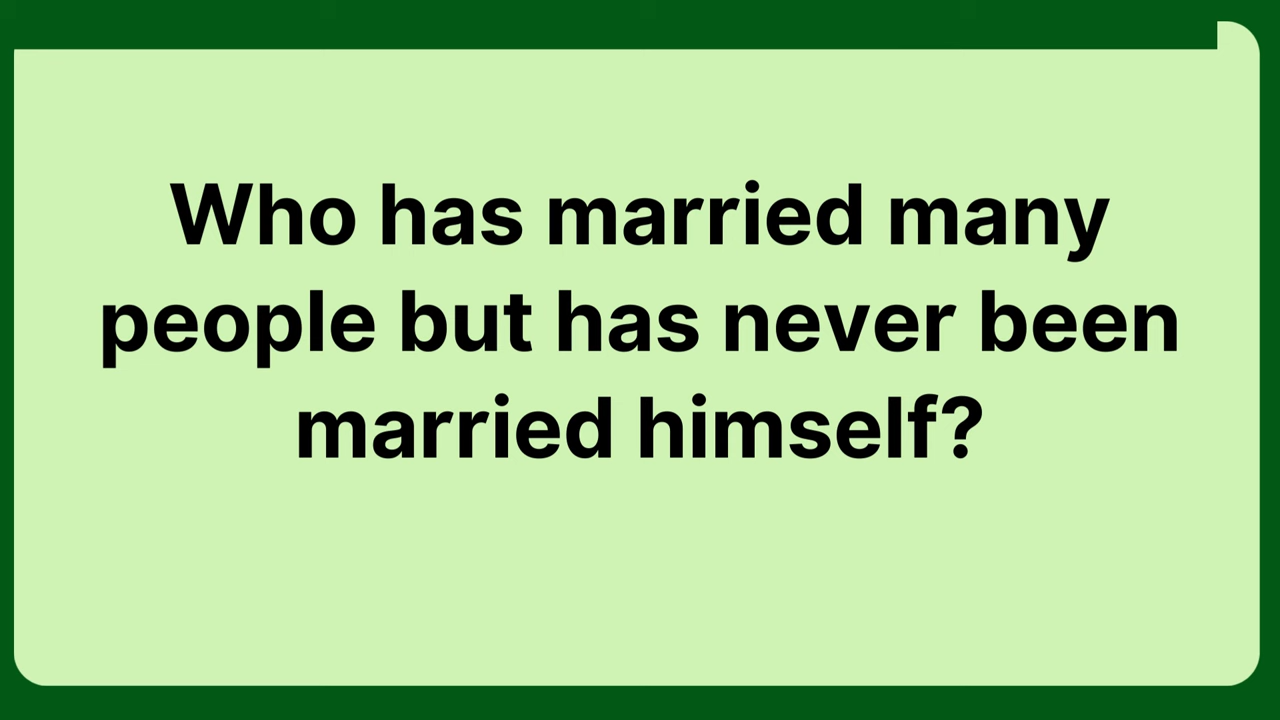 Who has married many
people but has never been
married himself?